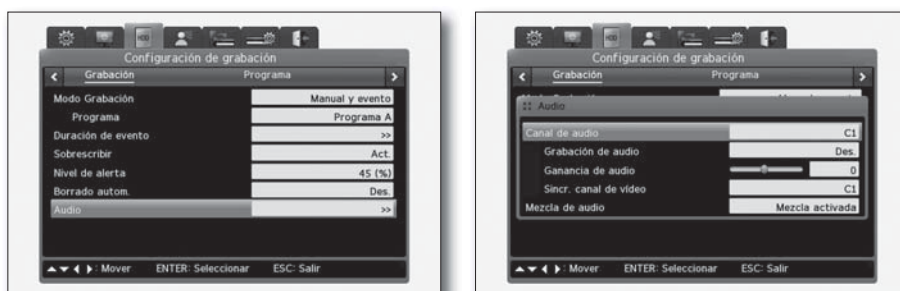 HDD
Configuración de grabación
Grabación Programa
Modo Grabación Manual y evento
Programa Programa A
Duración de evento >>
Sobrescribir Act.
Nivel de alerta 45 (%)
Borrado autom. Des.
Audio >>
▲▼◀▶: Mover ENTER: Seleccionar ESC: Salir
HDD
Configuración de grabación
Grabación Programa
Audio
Canal de audio C1
Grabación de audio Des.
Ganancia de audio 0
Sincr. canal de vídeo C1
Mezcla de audio Mezcla activada
▲▼◀▶: Mover ENTER: Seleccionar ESC: Salir